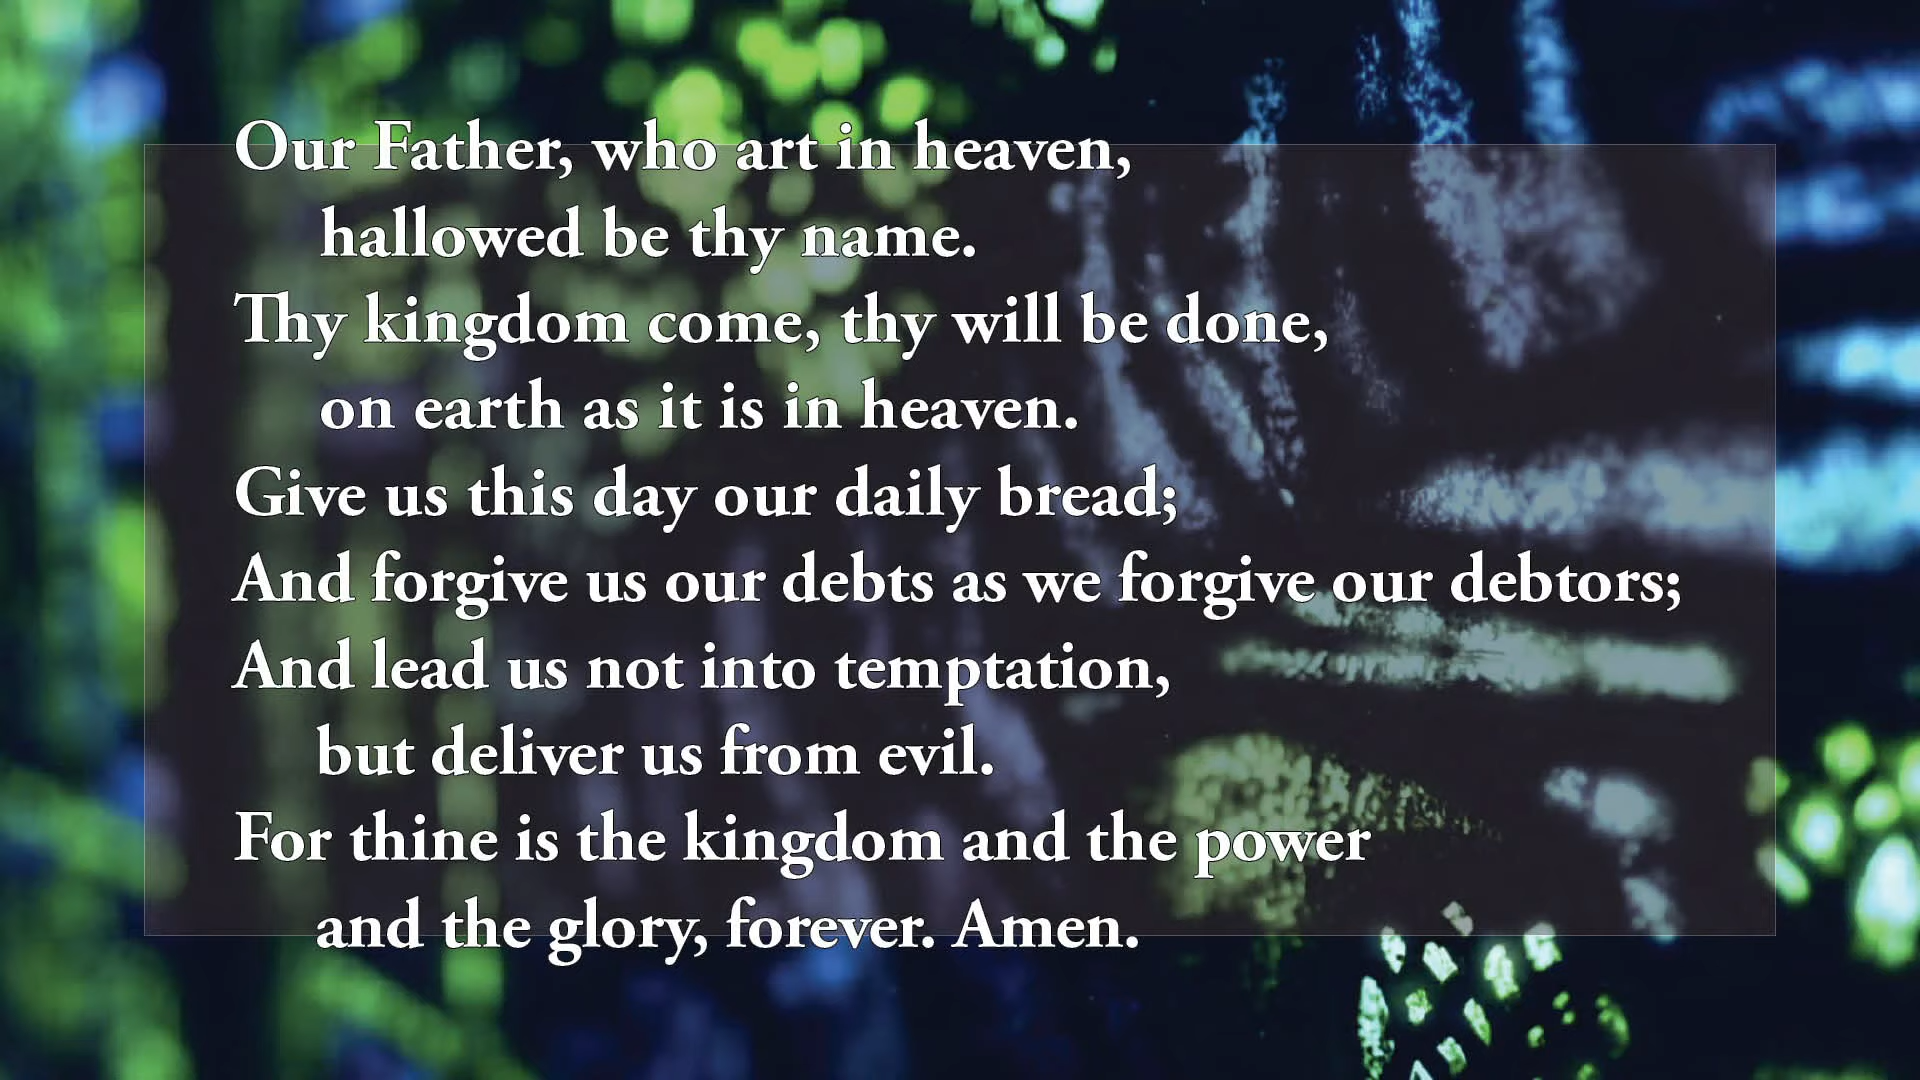 Our Father, who art in heaven,
hallowed be thy name.
Thy kingdom come, thy will be done,
on earth as it is in heaven.
Give us this day our daily bread;
And forgive us our debts as we forgive our debtors;
And lead us not into temptation,
but deliver us from evil.
For thine is the kingdom and the power
and the glory, forever. Amen.